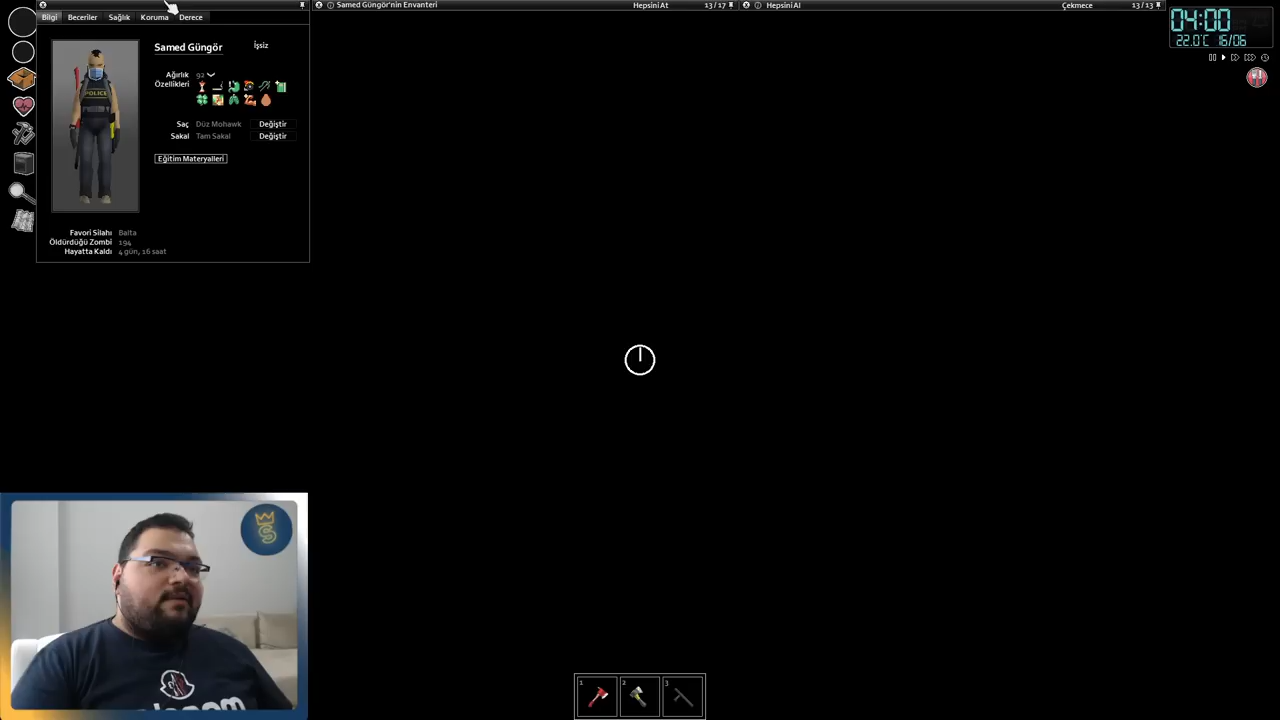 Samed Güngör'nin Envanteri
Hepsini At
13/17
Hepsini Al
Çekmece
13/13
Bilgi
Beceriler
Sağlık
Koruma
Derece
04:00
22.0°C 16/06
Samed Güngör
İşsiz
Ağırlık 92
Özellikleri
POLICE
Saç Düz Mohawk Değiştir
Sakal Tam Sakal Değiştir
Eğitim Materyalleri
Favori Silahı Balta
Öldürdüğü Zombi 194
Hayatta Kaldı 4 gün, 16 saat
S
1
2
3